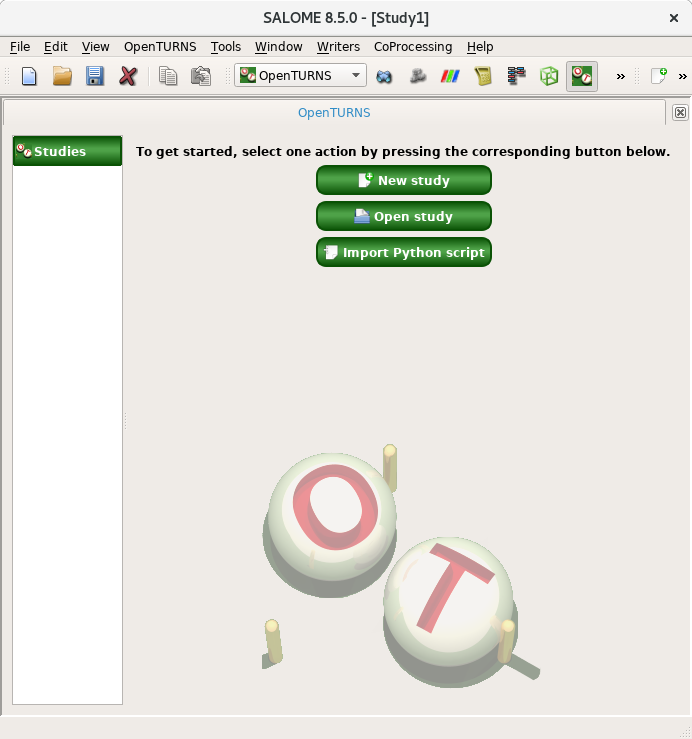 SALOME 8.5.0 - [Study1]
File Edit View OpenTURNS Tools Window Writers CoProcessing Help
OpenTURNS
OpenTURNS
Studies
To get started, select one action by pressing the corresponding button below.
New study
Open study
Import Python script
O
T